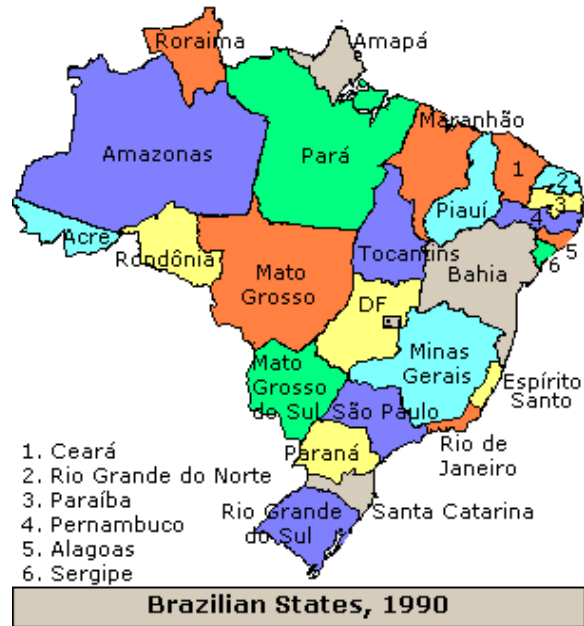 Roraima
Amapá
Maranhão
Amazonas
Pará
1
2
3
4
Piauí
Acre
Rondônia
Tocantins
5
6
Mato
Grosso
Bahia
DF
Minas
Gerais
Mato
Grosso
do Sul
São Paulo
Espírito
Santo
Paraná
Rio de
Janeiro
Rio Grande
do Sul
Santa Catarina
1. Ceará
2. Rio Grande do Norte
3. Paraíba
4. Pernambuco
5. Alagoas
6. Sergipe
Brazilian States, 1990